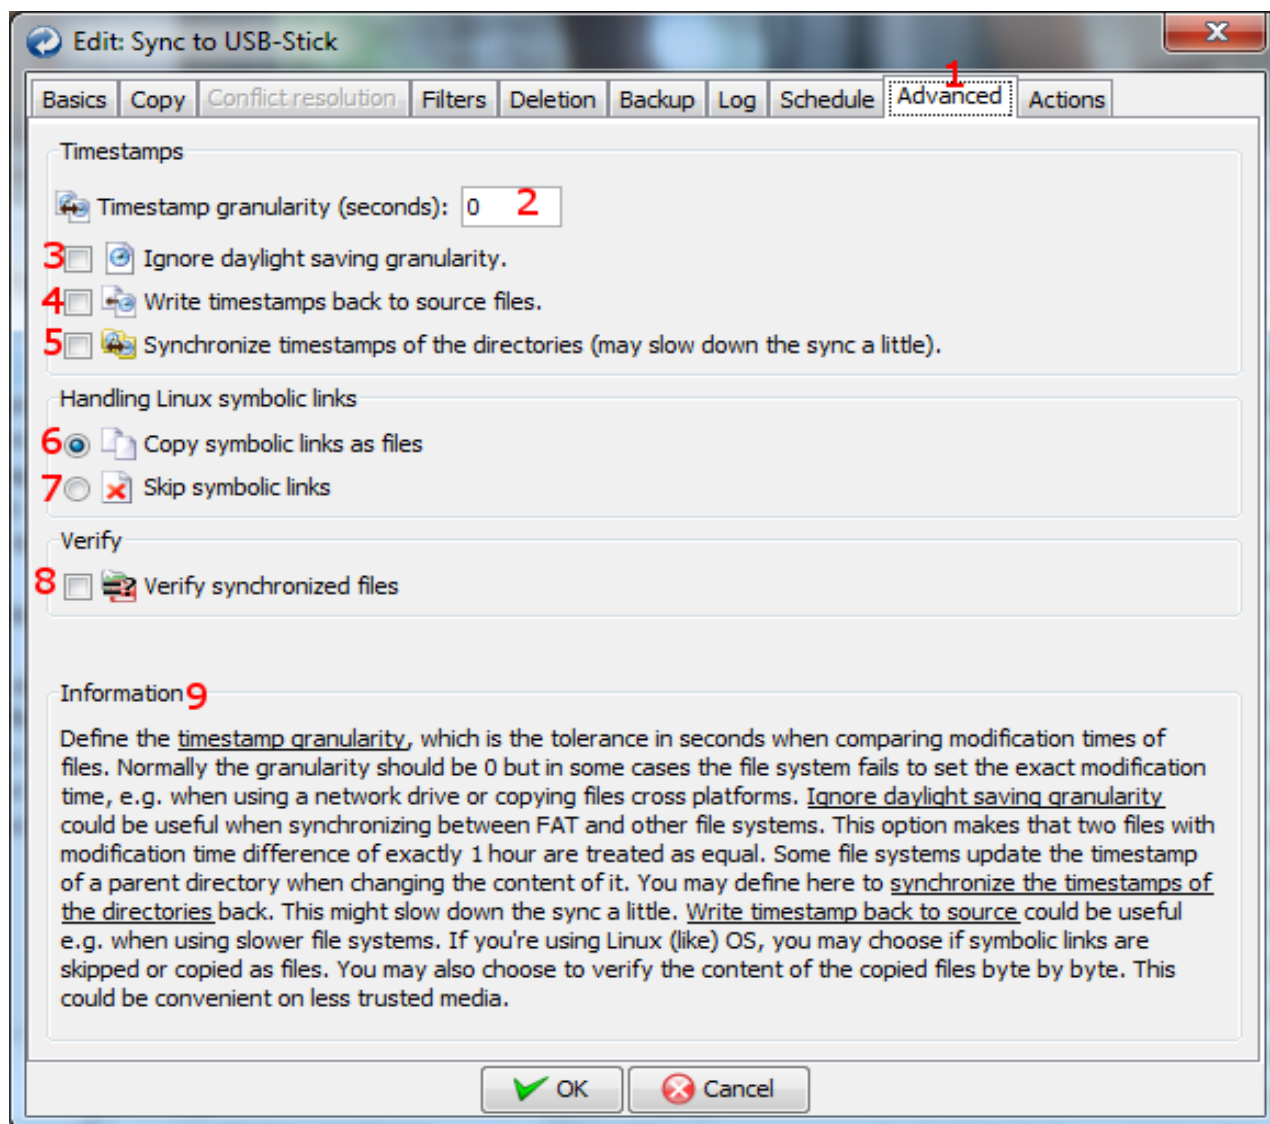 Edit: Sync to USB-Stick
1
Basics Copy Conflict resolution Filters Deletion Backup Log Schedule Advanced Actions
Timestamps
Timestamp granularity (seconds): 0 2
3 Ignore daylight saving granularity.
4 Write timestamps back to source files.
5 Synchronize timestamps of the directories (may slow down the sync a little).
Handling Linux symbolic links
6 Copy symbolic links as files
7 Skip symbolic links
Verify
8 Verify synchronized files
Information 9
Define the timestamp granularity, which is the tolerance in seconds when comparing modification times of
files. Normally the granularity should be 0 but in some cases the file system fails to set the exact modification
time, e.g. when using a network drive or copying files cross platforms. Ignore daylight saving granularity
could be useful when synchronizing between FAT and other file systems. This option makes that two files with
modification time difference of exactly 1 hour are treated as equal. Some file systems update the timestamp
of a parent directory when changing the content of it. You may define here to synchronize the timestamps of
the directories back. This might slow down the sync a little. Write timestamp back to source could be useful
e.g. when using slower file systems. If you're using Linux (like) OS, you may choose if symbolic links are
skipped or copied as files. You may also choose to verify the content of the copied files byte by byte. This
could be convenient on less trusted media.
OK Cancel